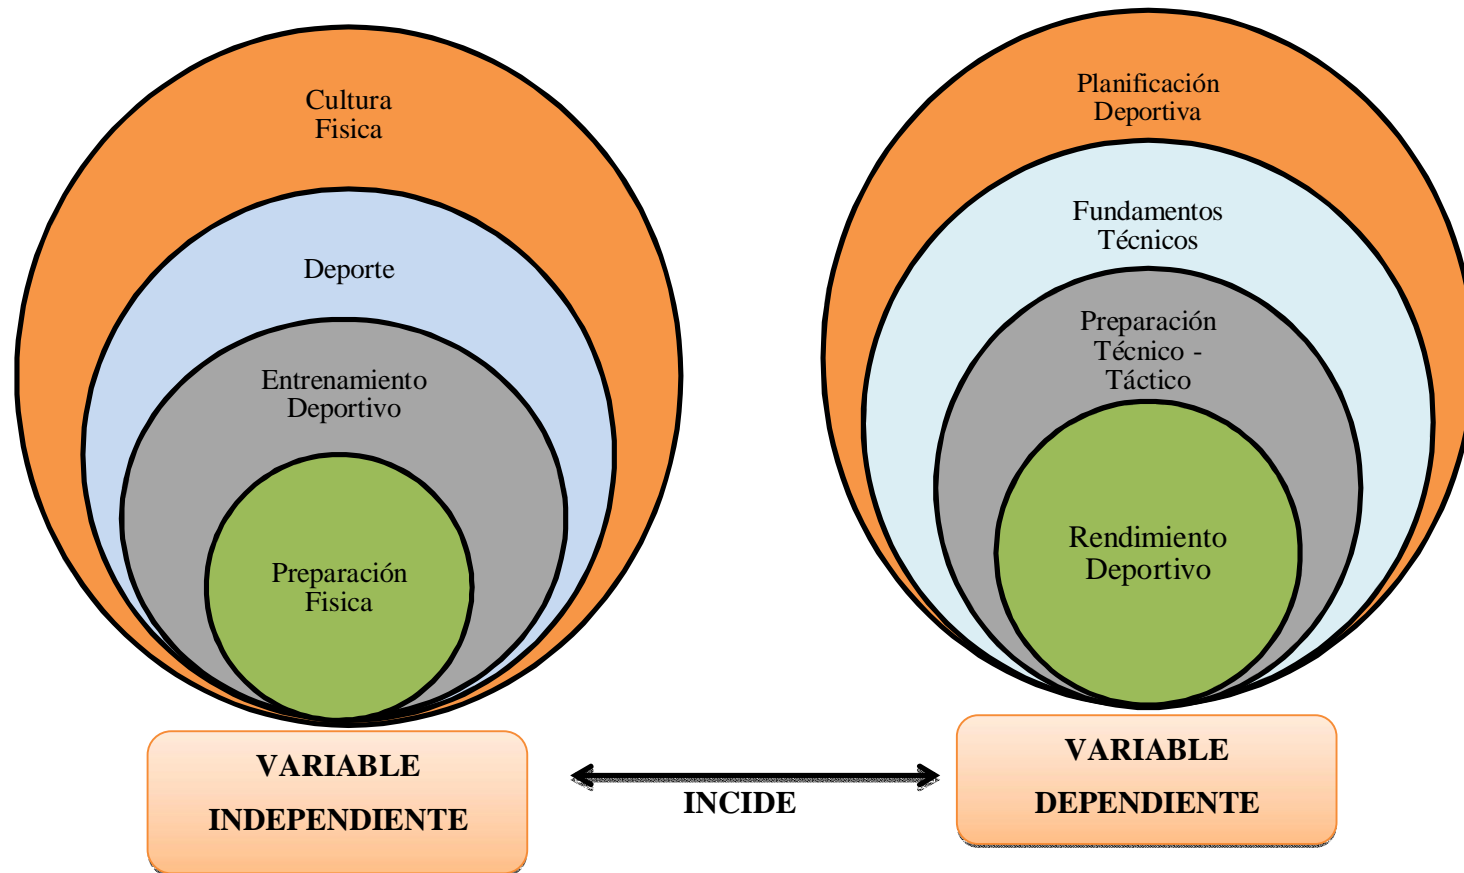 Cultura
Fisica
Deporte
Entrenamiento
Deportivo
Preparación
Fisica
Planificación
Deportiva
Fundamentos
Técnicos
Preparación
Técnico -
Táctico
Rendimiento
Deportivo
VARIABLE
INDEPENDIENTE
INCIDE
VARIABLE
DEPENDIENTE